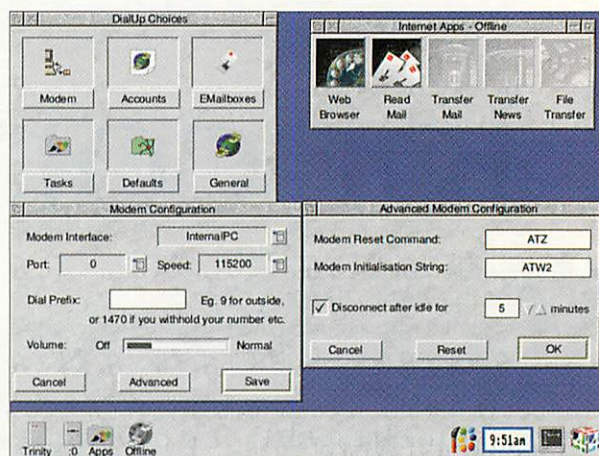 DialUp Choices
Modem
Accounts
EMailboxes
Tasks
Defaults
General
Internet Apps - Offline
Web Browser
Read Mail
Transfer Mail
Transfer News
File Transfer
Modem Configuration
Modem Interface: InternalPC
Port: 0 Speed: 115200
Dial Prefix: Eg. 9 for outside,
or 1470 if you withhold your number etc.
Volume: Off Normal
Cancel Advanced Save
Advanced Modem Configuration
Modem Reset Command: ATZ
Modem Initialisation String: ATW2
Disconnect after idle for 5 minutes
Cancel Reset OK
Trinity :0 Apps Offline
9:51am